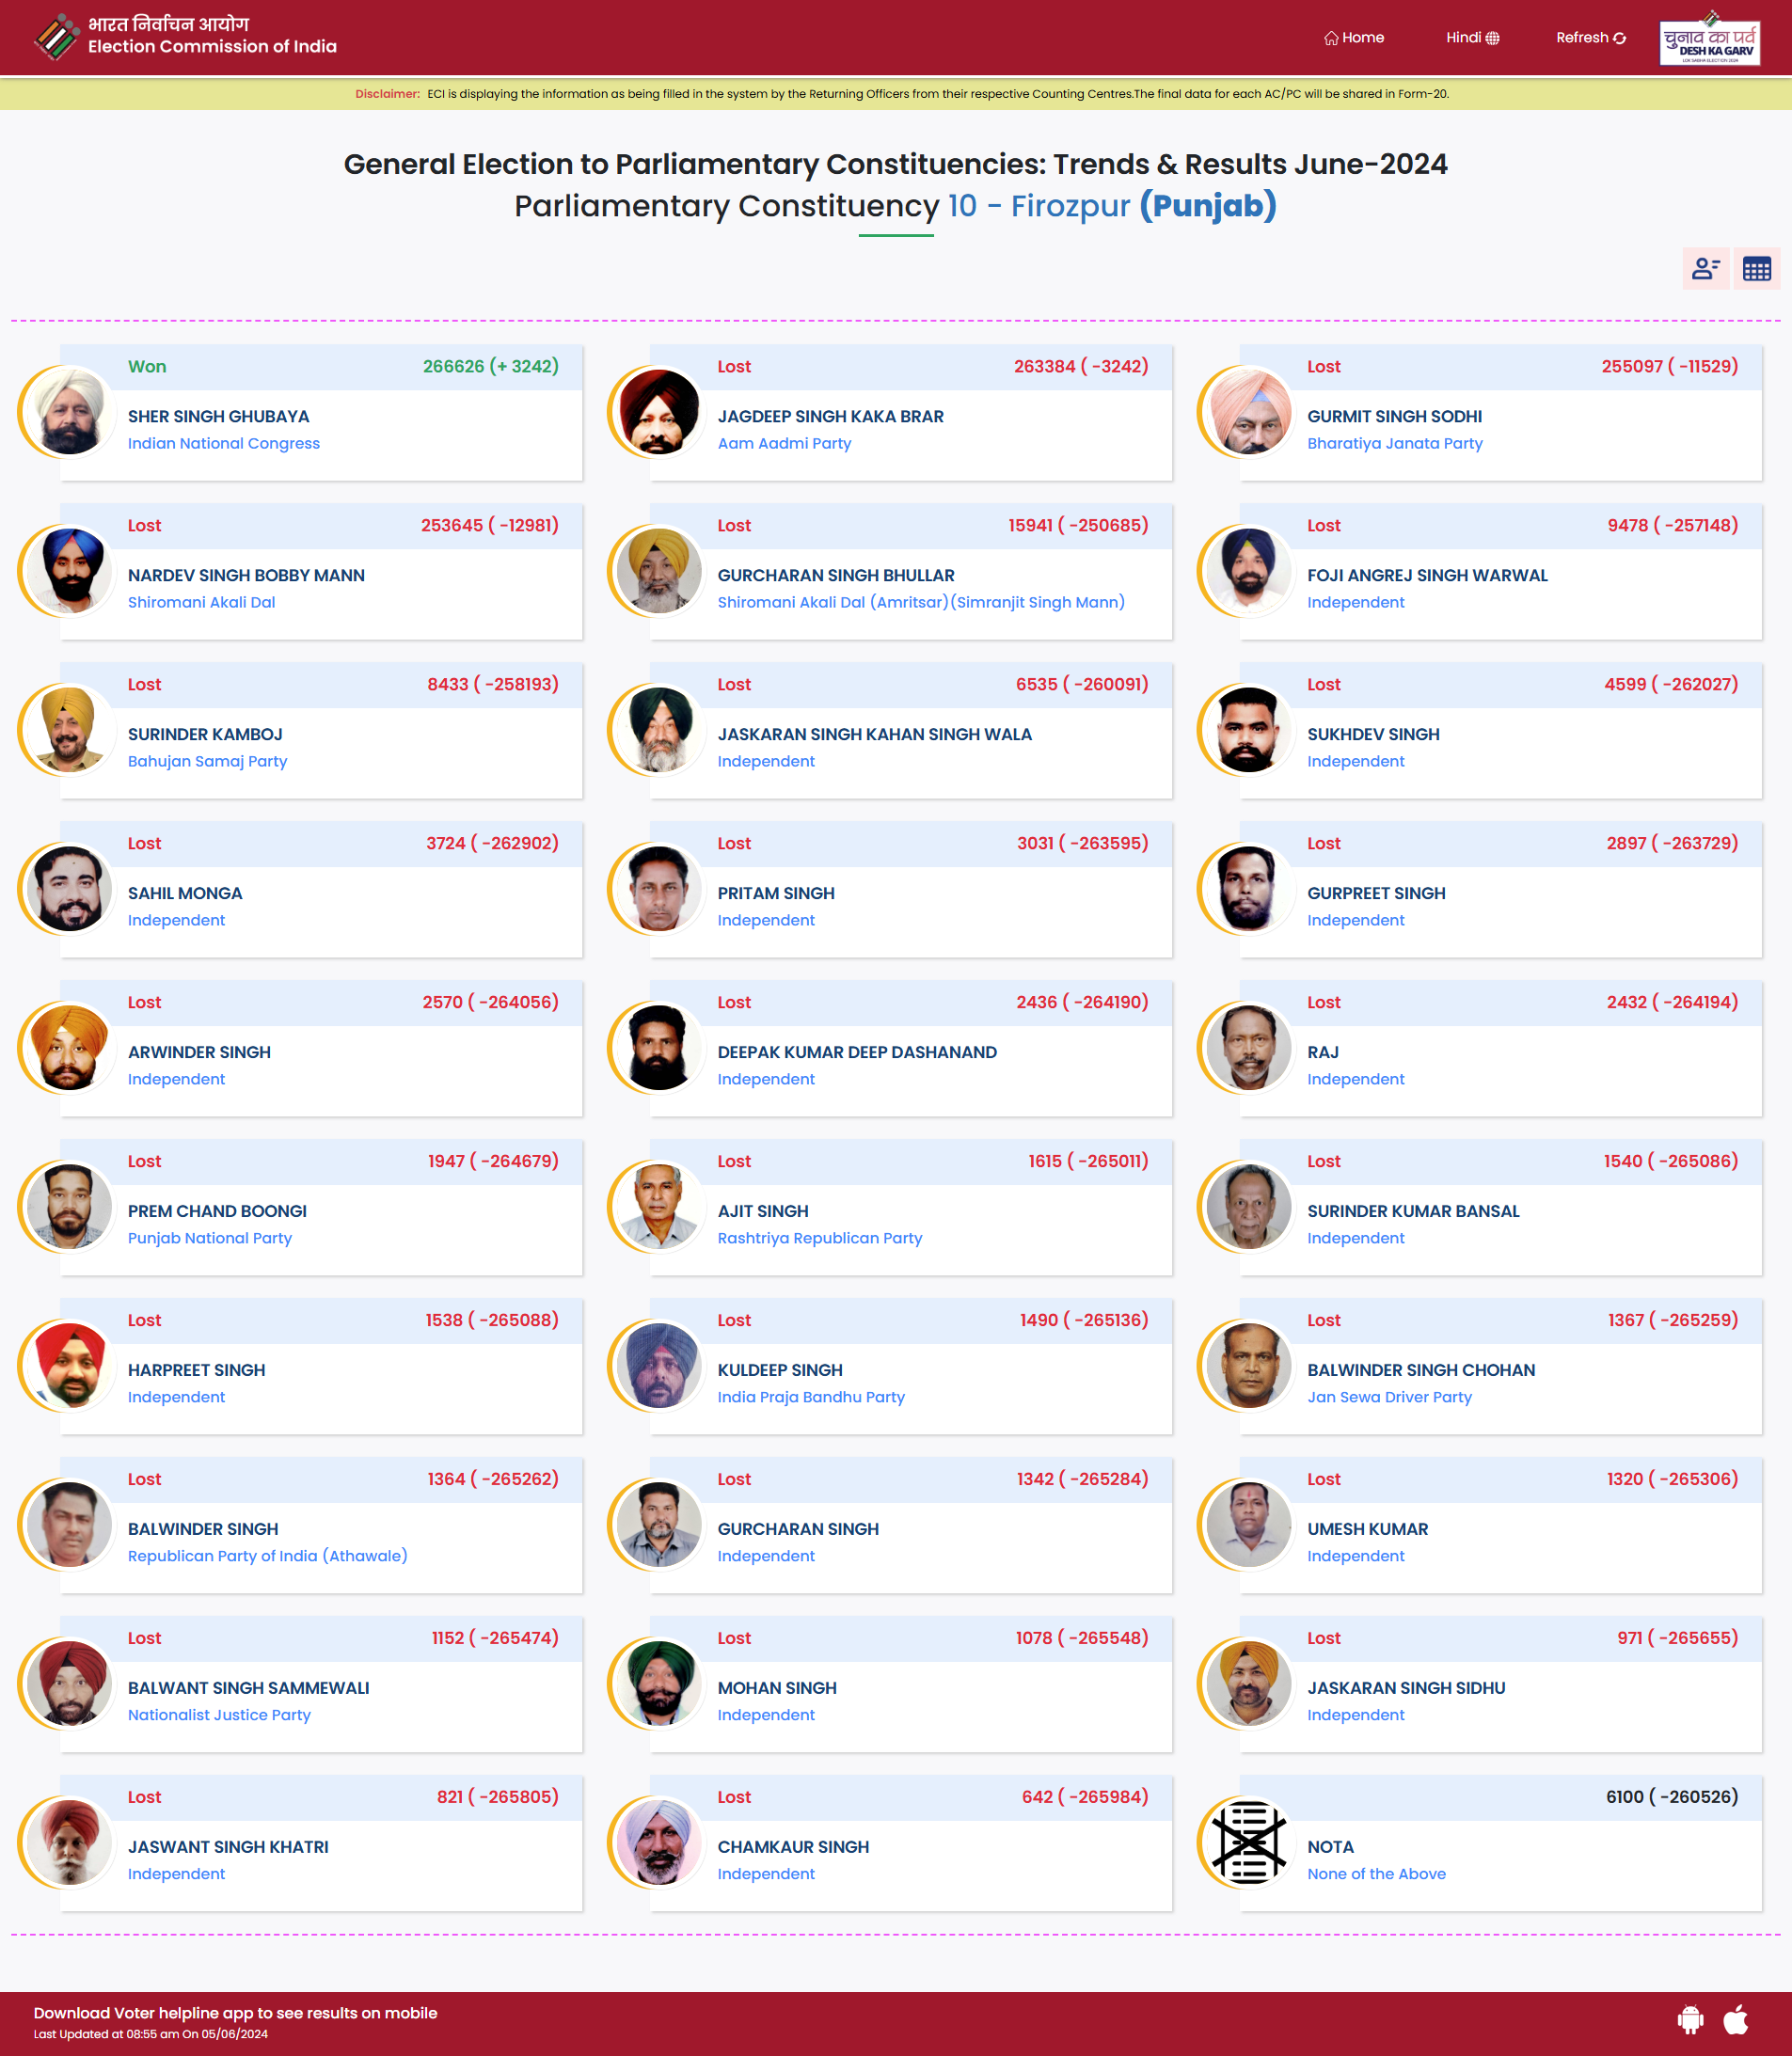 भारत निर्वाचन आयोग
Election Commission of India
Home
Hindi
Refresh
चुनाव का पर्व
DESH KA GARV
LOK SABHA ELECTION 2024
Disclaimer: ECI is displaying the information as being filled in the system by the Returning Officers from their respective Counting Centres.The final data for each AC/PC will be shared in Form-20.
General Election to Parliamentary Constituencies: Trends & Results June-2024
Parliamentary Constituency 10 - Firozpur (Punjab)
Won 266626 (+ 3242)
SHER SINGH GHUBAYA
Indian National Congress
Lost 263384 ( -3242)
JAGDEEP SINGH KAKA BRAR
Aam Aadmi Party
Lost 255097 ( -11529)
GURMIT SINGH SODHI
Bharatiya Janata Party
Lost 253645 ( -12981)
NARDEV SINGH BOBBY MANN
Shiromani Akali Dal
Lost 15941 ( -250685)
GURCHARAN SINGH BHULLAR
Shiromani Akali Dal (Amritsar)(Simranjit Singh Mann)
Lost 9478 ( -257148)
FOJI ANGREJ SINGH WARWAL
Independent
Lost 8433 ( -258193)
SURINDER KAMBOJ
Bahujan Samaj Party
Lost 6535 ( -260091)
JASKARAN SINGH KAHAN SINGH WALA
Independent
Lost 4599 ( -262027)
SUKHDEV SINGH
Independent
Lost 3724 ( -262902)
SAHIL MONGA
Independent
Lost 3031 ( -263595)
PRITAM SINGH
Independent
Lost 2897 ( -263729)
GURPREET SINGH
Independent
Lost 2570 ( -264056)
ARWINDER SINGH
Independent
Lost 2436 ( -264190)
DEEPAK KUMAR DEEP DASHANAND
Independent
Lost 2432 ( -264194)
RAJ
Independent
Lost 1947 ( -264679)
PREM CHAND BOONGI
Punjab National Party
Lost 1615 ( -265011)
AJIT SINGH
Rashtriya Republican Party
Lost 1540 ( -265086)
SURINDER KUMAR BANSAL
Independent
Lost 1538 ( -265088)
HARPREET SINGH
Independent
Lost 1490 ( -265136)
KULDEEP SINGH
India Praja Bandhu Party
Lost 1367 ( -265259)
BALWINDER SINGH CHOHAN
Jan Sewa Driver Party
Lost 1364 ( -265262)
BALWINDER SINGH
Republican Party of India (Athawale)
Lost 1342 ( -265284)
GURCHARAN SINGH
Independent
Lost 1320 ( -265306)
UMESH KUMAR
Independent
Lost 1152 ( -265474)
BALWANT SINGH SAMMEWALI
Nationalist Justice Party
Lost 1078 ( -265548)
MOHAN SINGH
Independent
Lost 971 ( -265655)
JASKARAN SINGH SIDHU
Independent
Lost 821 ( -265805)
JASWANT SINGH KHATRI
Independent
Lost 642 ( -265984)
CHAMKAUR SINGH
Independent
6100 ( -260526)
NOTA
None of the Above
Download Voter helpline app to see results on mobile
Last Updated at 08:55 am On 05/06/2024